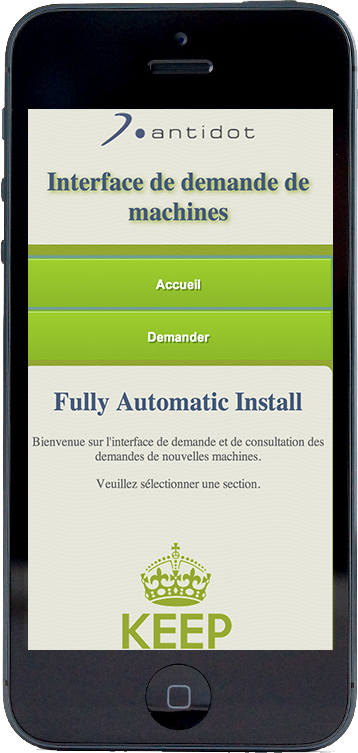 antidot
Interface de demande de
machines
Accueil
Demander
Fully Automatic Install
Bienvenue sur l'interface de demande et de consultation des
demandes de nouvelles machines.
Veuillez sélectionner une section.
KEEP